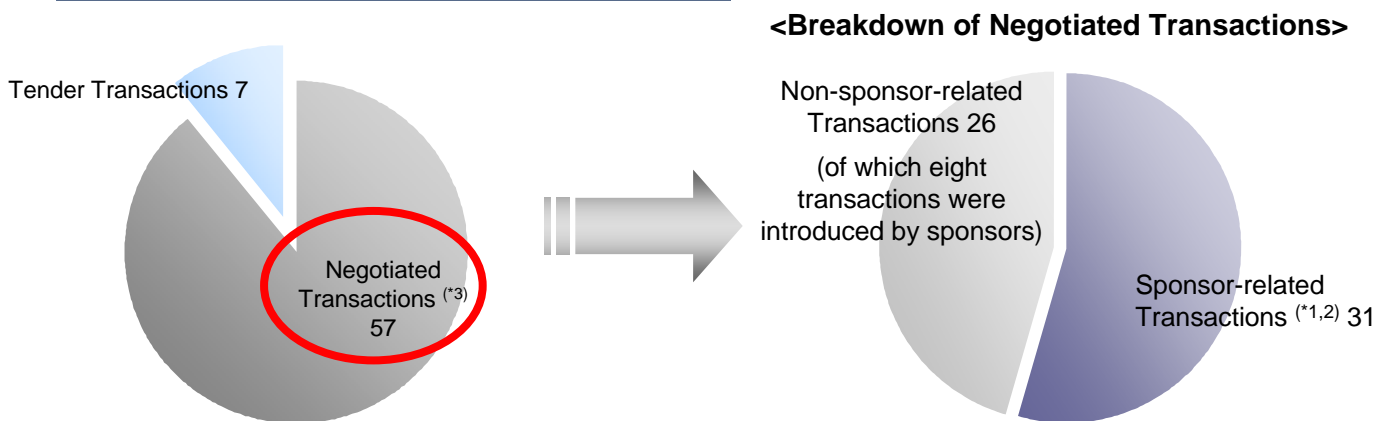 <Breakdown of Negotiated Transactions>
Tender Transactions 7
Negotiated
Transactions (*3)
57
Non-sponsor-related
Transactions 26
(of which eight
transactions were
introduced by sponsors)
Sponsor-related
Transactions (*1,2) 31